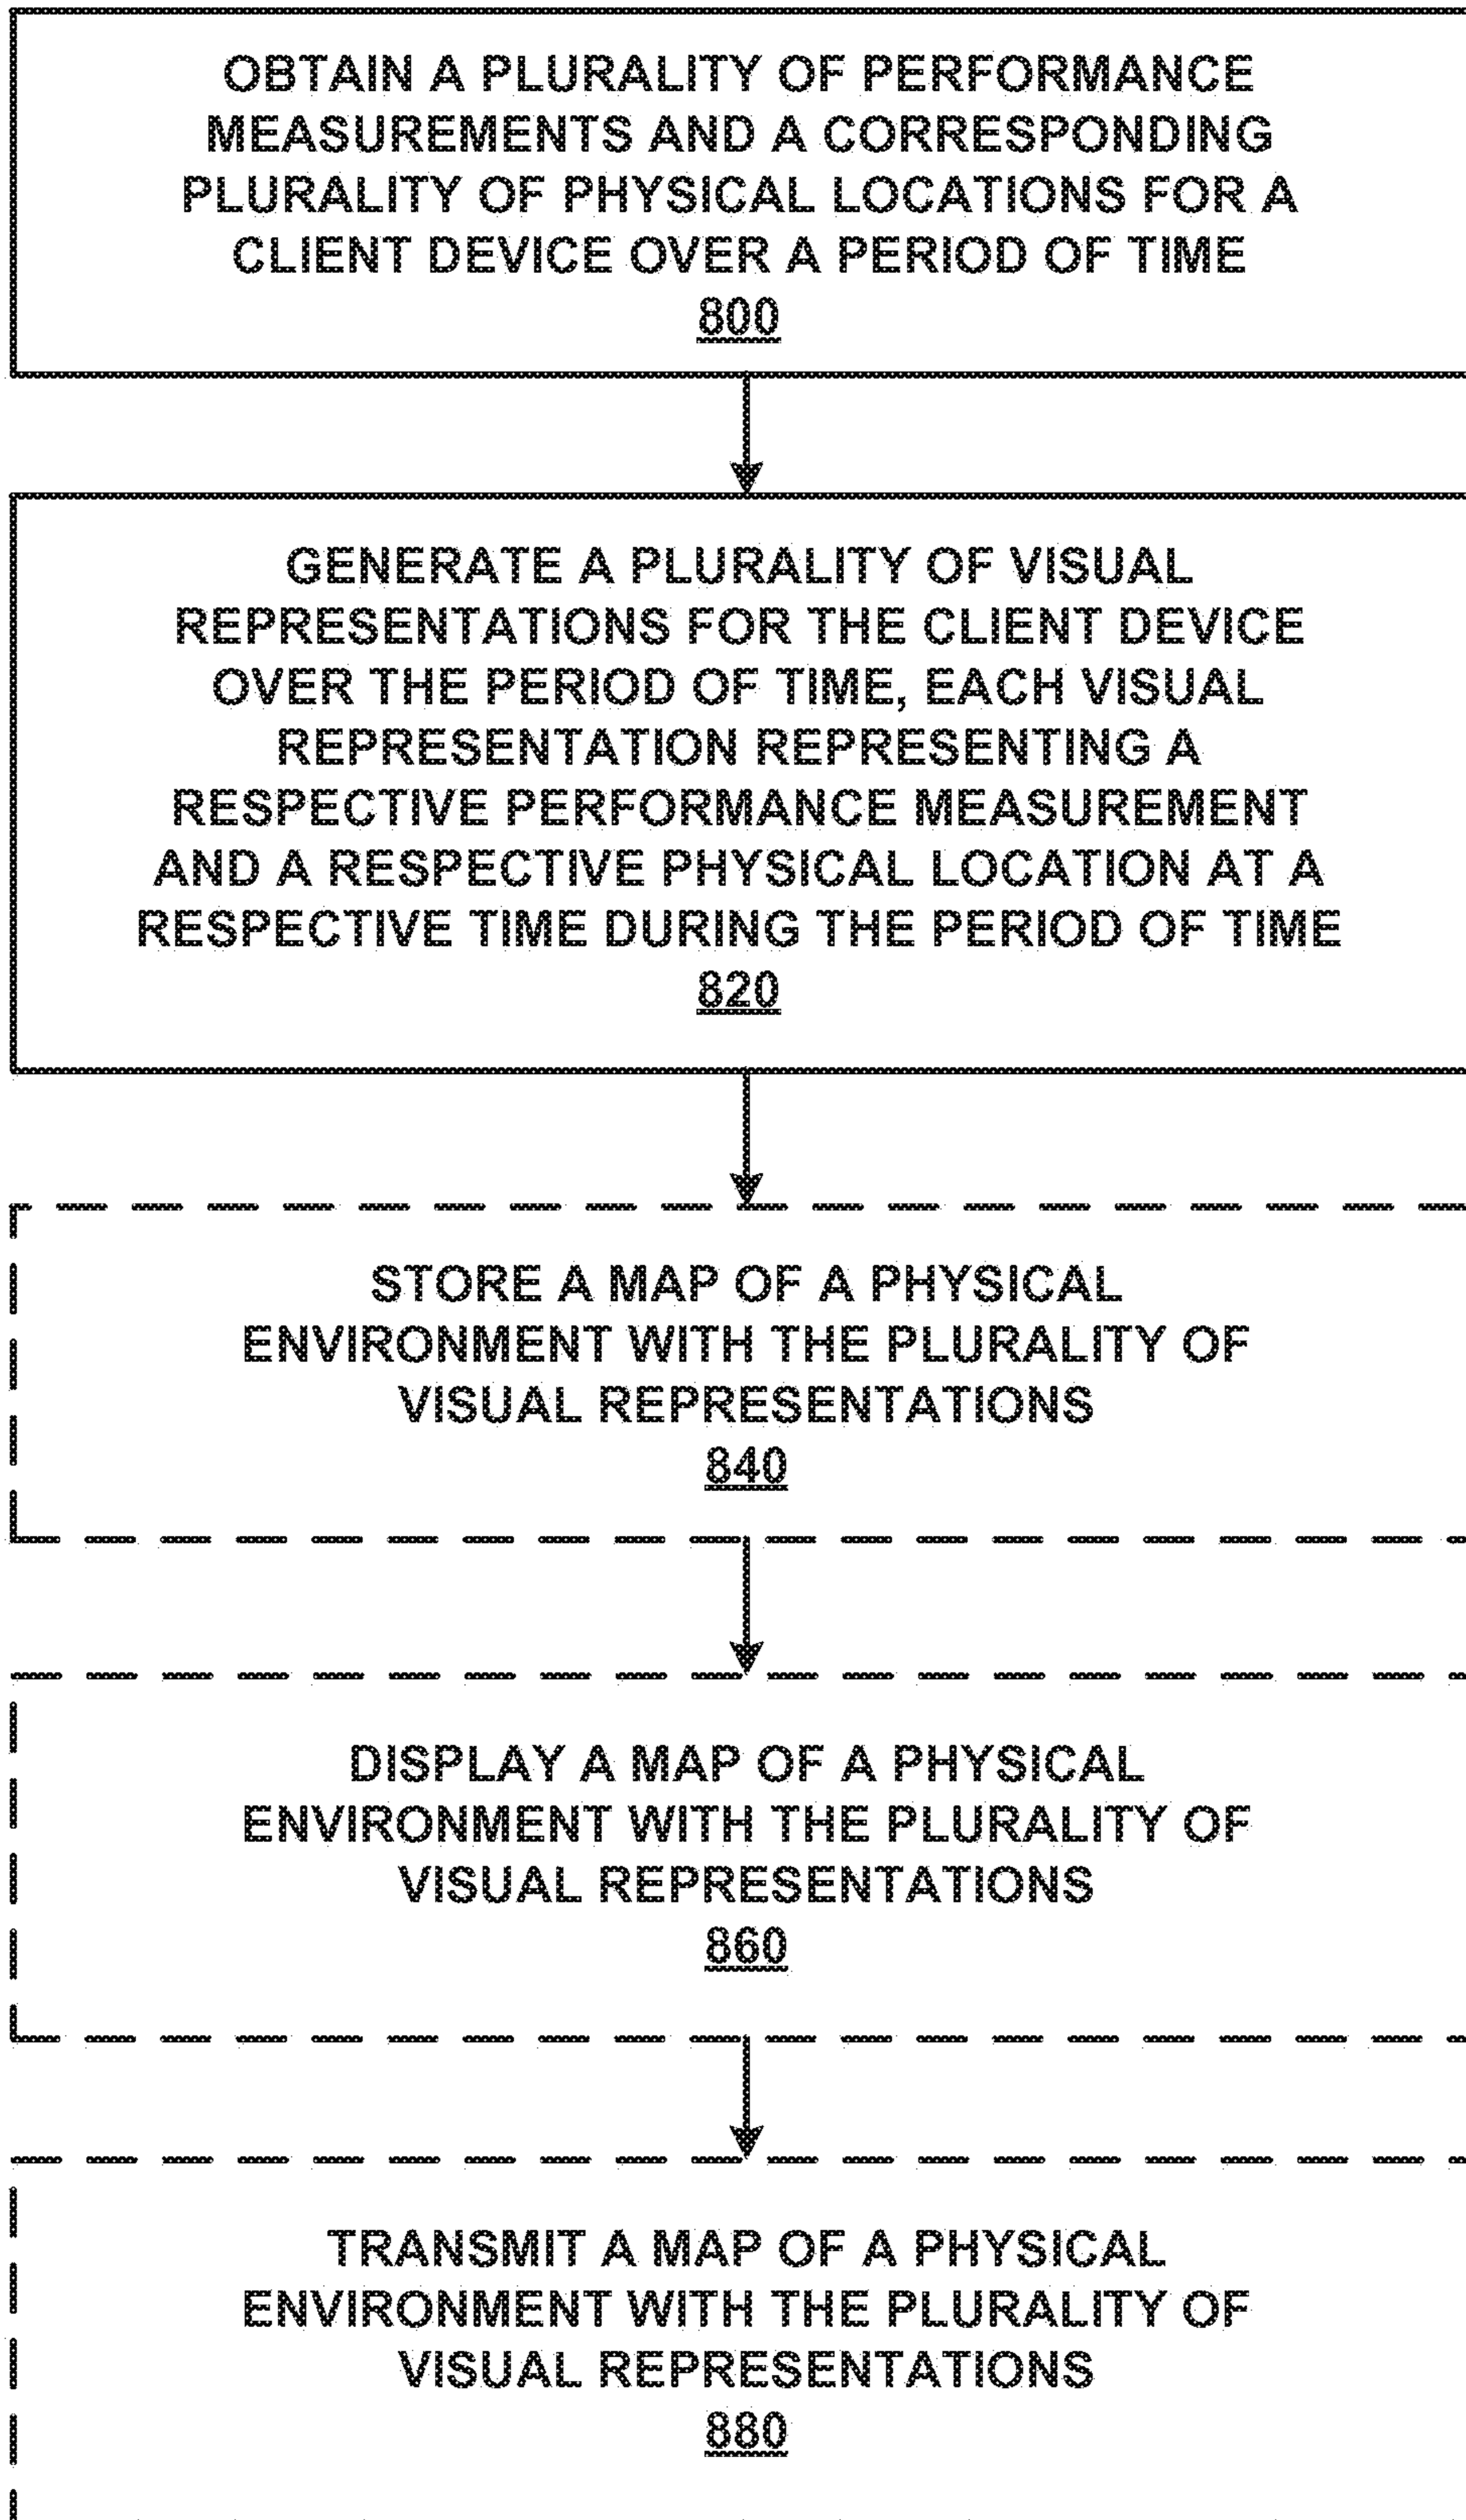 OBTAIN A PLURALITY OF PERFORMANCE
MEASUREMENTS AND A CORRESPONDING
PLURALITY OF PHYSICAL LOCATIONS FOR A
CLIENT DEVICE OVER A PERIOD OF TIME
800
GENERATE A PLURALITY OF VISUAL
REPRESENTATIONS FOR THE CLIENT DEVICE
OVER THE PERIOD OF TIME, EACH VISUAL
REPRESENTATION REPRESENTING A
RESPECTIVE PERFORMANCE MEASUREMENT
AND A RESPECTIVE PHYSICAL LOCATION AT A
RESPECTIVE TIME DURING THE PERIOD OF TIME
820
STORE A MAP OF A PHYSICAL
ENVIRONMENT WITH THE PLURALITY OF
VISUAL REPRESENTATIONS
840
DISPLAY A MAP OF A PHYSICAL
ENVIRONMENT WITH THE PLURALITY OF
VISUAL REPRESENTATIONS
860
TRANSMIT A MAP OF A PHYSICAL
ENVIRONMENT WITH THE PLURALITY OF
VISUAL REPRESENTATIONS
880